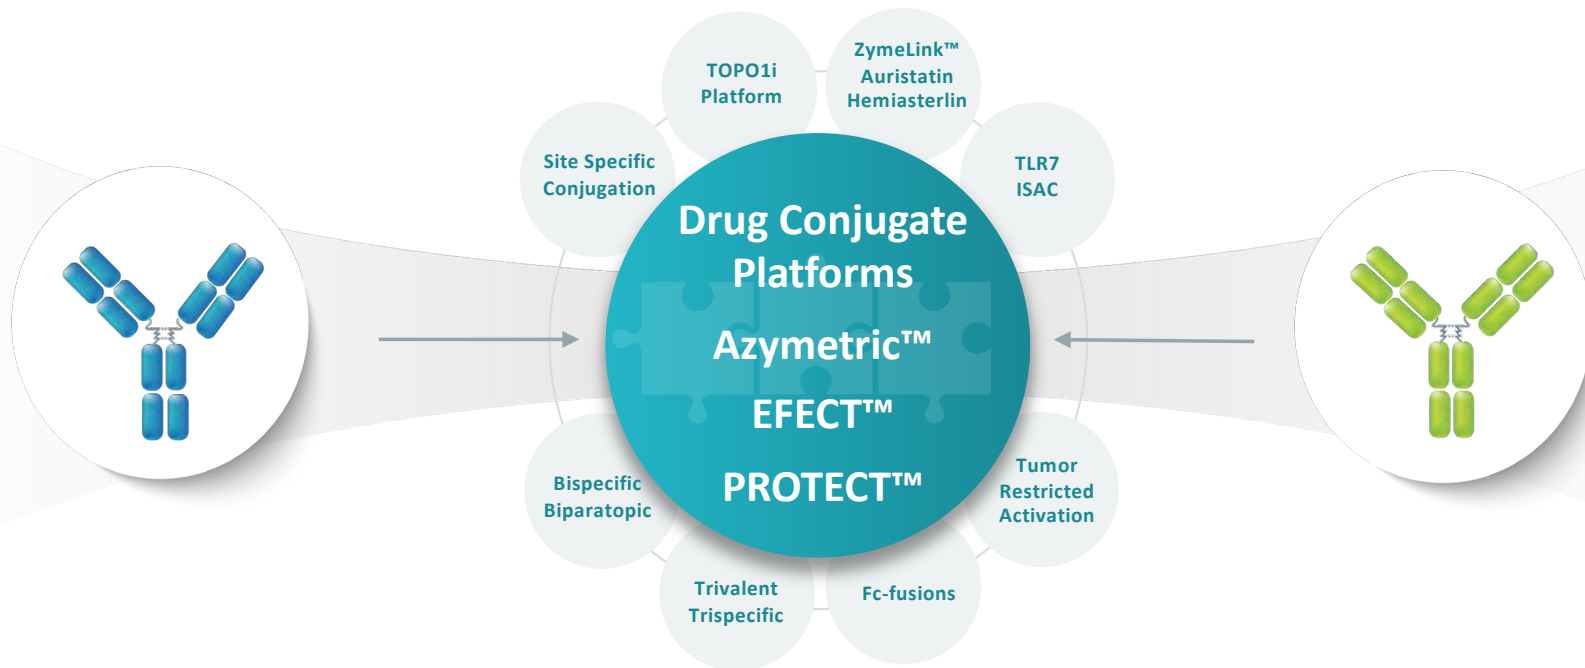 TOPO1i
Platform
ZymeLink™
Auristatin
Hemiasterlin
Site Specific
Conjugation
TLR7
ISAC
Drug Conjugate
Platforms
Azymetric™
EFECT™
PROTECT™
Bispecific
Biparatopic
Tumor
Restricted
Activation
Trivalent
Trispecific
Fc-fusions